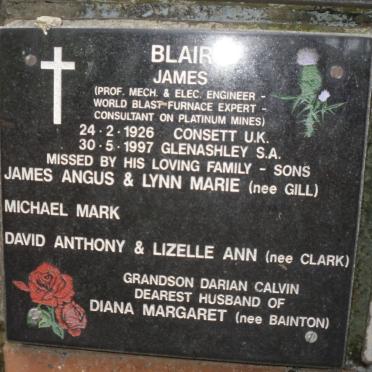 BLAIR
JAMES
(PROF. MECH. & ELEC. ENGINEER -
WORLD BLAST FURNACE EXPERT -
CONSULTANT ON PLATINUM MINES)
24 · 2 · 1926 CONSETT U.K.
30 · 5 · 1997 GLENASHLEY S.A.
MISSED BY HIS LOVING FAMILY - SONS
JAMES ANGUS & LYNN MARIE (nee GILL)
MICHAEL MARK
DAVID ANTHONY & LIZELLE ANN (nee CLARK)
GRANDSON DARIAN CALVIN
DEAREST HUSBAND OF
DIANA MARGARET (nee BAINTON)